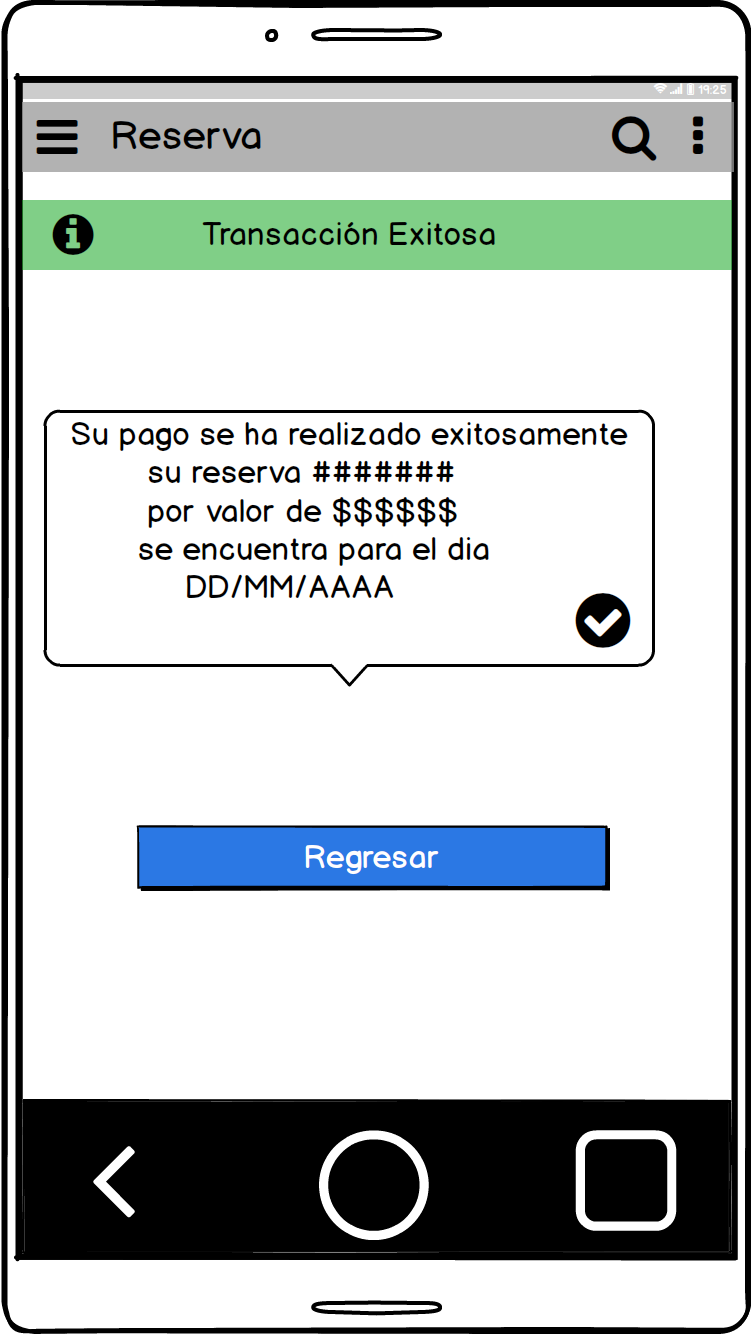 19:25
Reserva
Transacción Exitosa
Su pago se ha realizado exitosamente
su reserva #######
por valor de $$$$$$
se encuentra para el dia
DD/MM/AAAA
Regresar